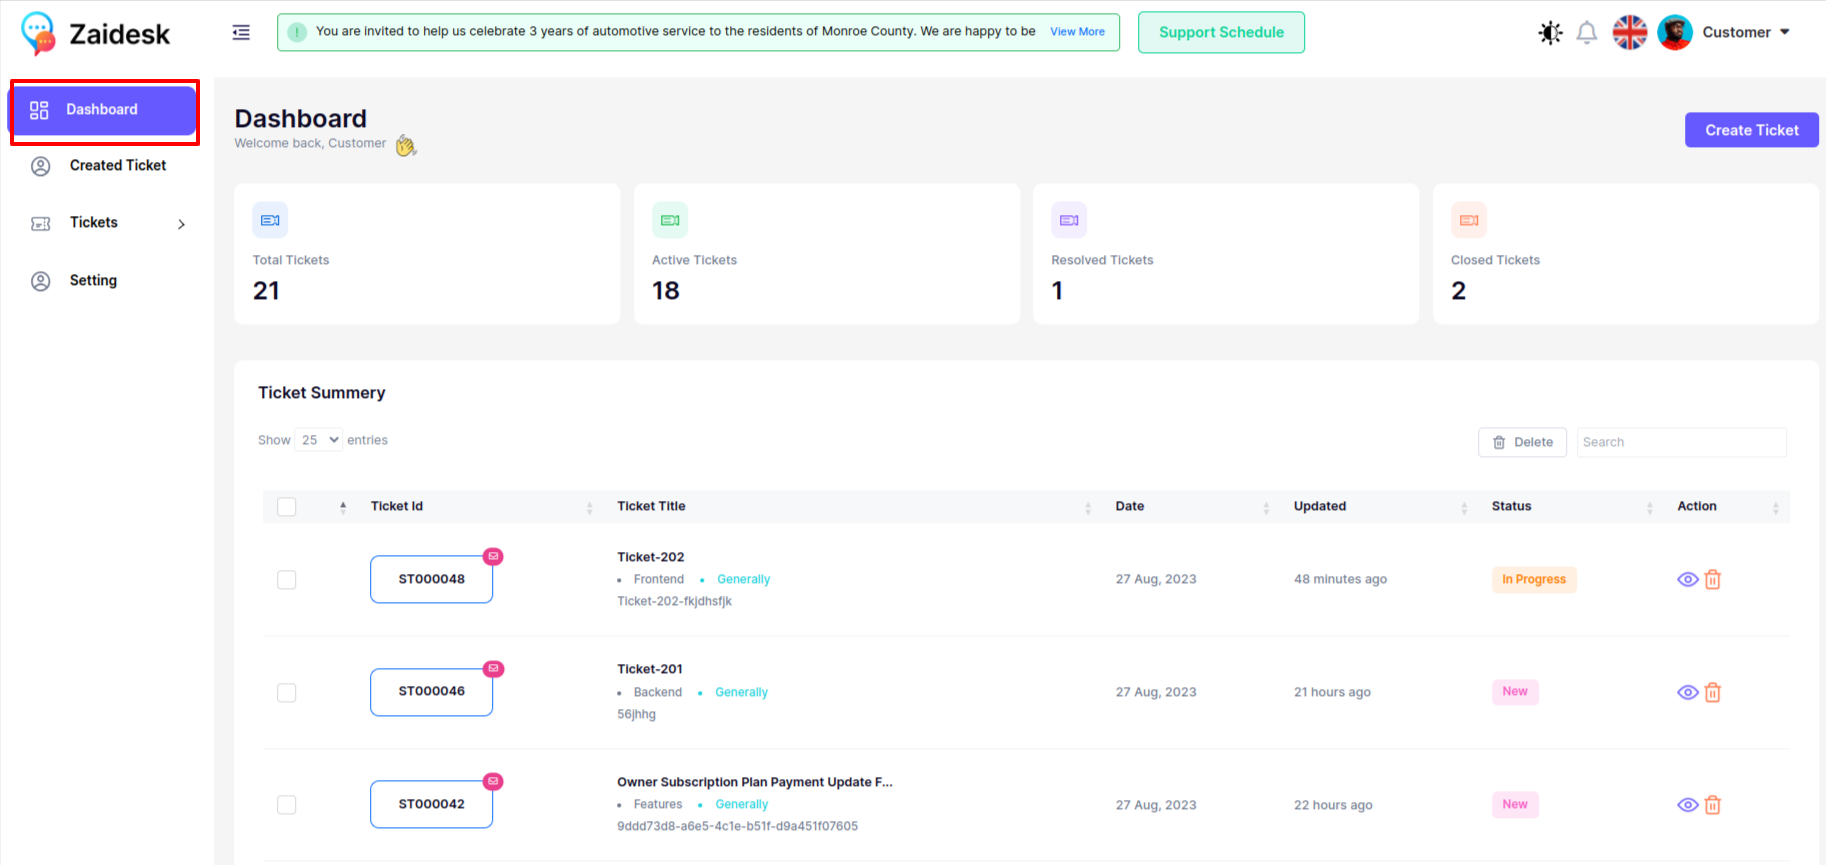 Zaidesk
You are invited to help us celebrate 3 years of automotive service to the residents of Monroe County. We are happy to be View More
Support Schedule
Customer
Dashboard
Created Ticket
Tickets
Setting
Dashboard
Welcome back, Customer
Create Ticket
Total Tickets
21
Active Tickets
18
Resolved Tickets
1
Closed Tickets
2
Ticket Summery
Show 25 entries
Delete
Search
Ticket Id Ticket Title Date Updated Status Action
Ticket-202
ST000048 Frontend Generally 27 Aug, 2023 48 minutes ago In Progress
Ticket-202-fkjdhsfjk
Ticket-201
ST000046 Backend Generally 27 Aug, 2023 21 hours ago New
56jhhg
Owner Subscription Plan Payment Update F...
ST000042 Features Generally 27 Aug, 2023 22 hours ago New
9ddd73d8-a6e5-4c1e-b51f-d9a451f07605